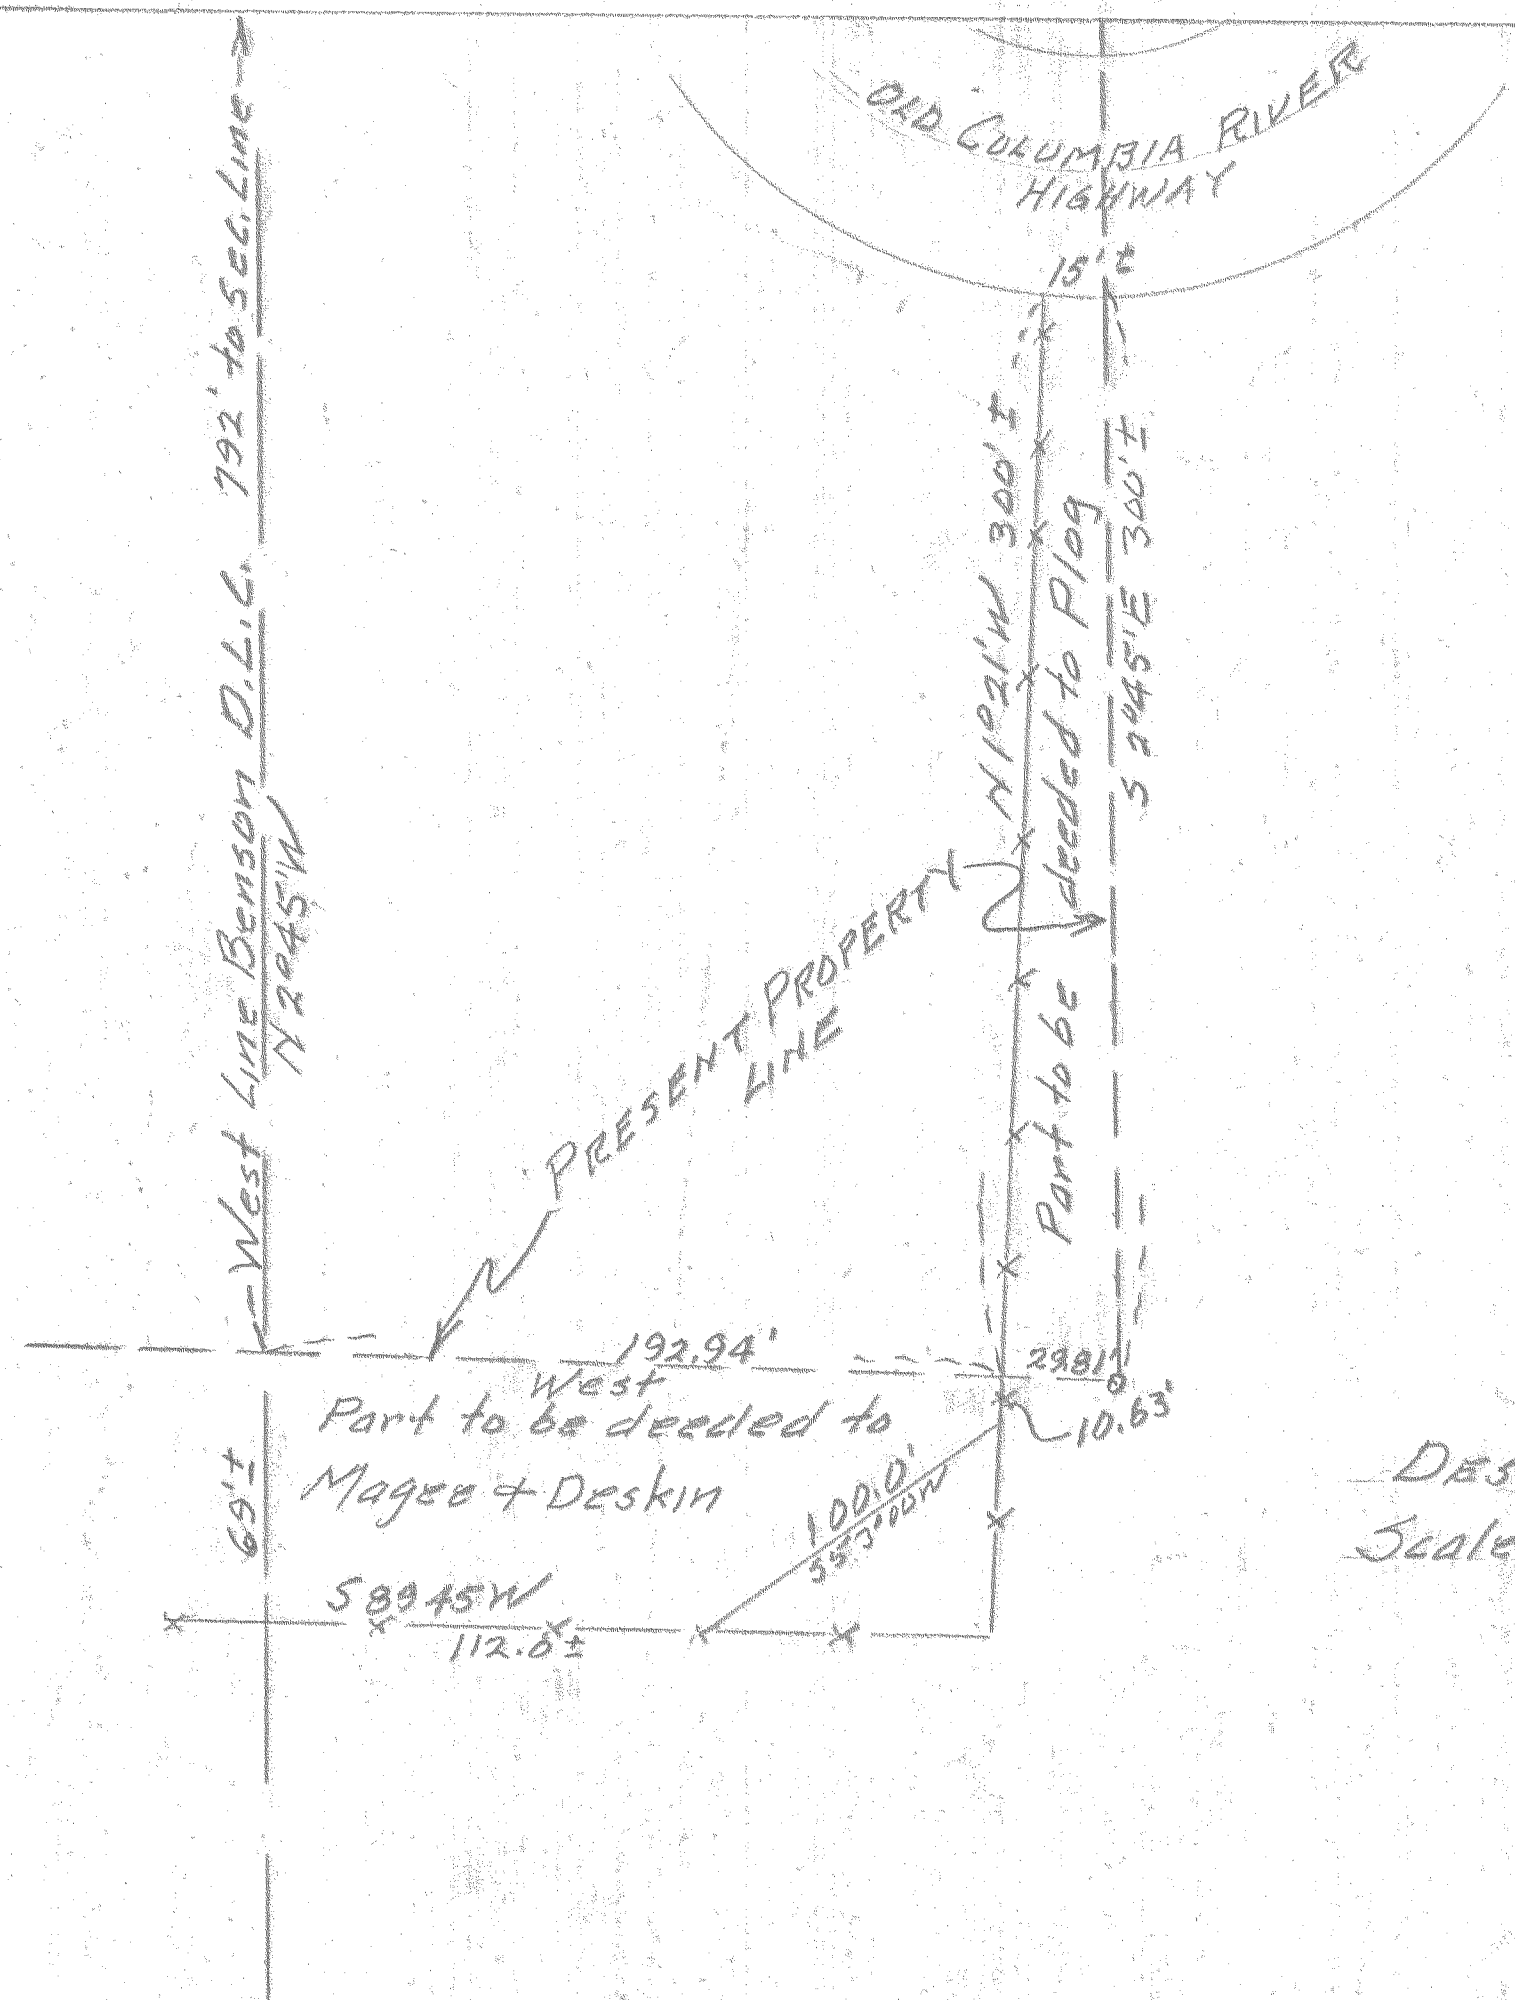 OLD COLUMBIA RIVER
HIGHWAY
15' ±
792' to Sec. Line
West Line Benson D.L.C.
N 2°45'W
N 1°21'W 300' ±
Part to be deeded to Plog
S 2°45'E 300' ±
PRESENT PROPERTY
LINE
192.94'
West
29.81'
10.63'
Part to be deeded to
Magee + Deskin
69' ±
100.0'
S 89 45 W
112.0 ±
Des
Scale